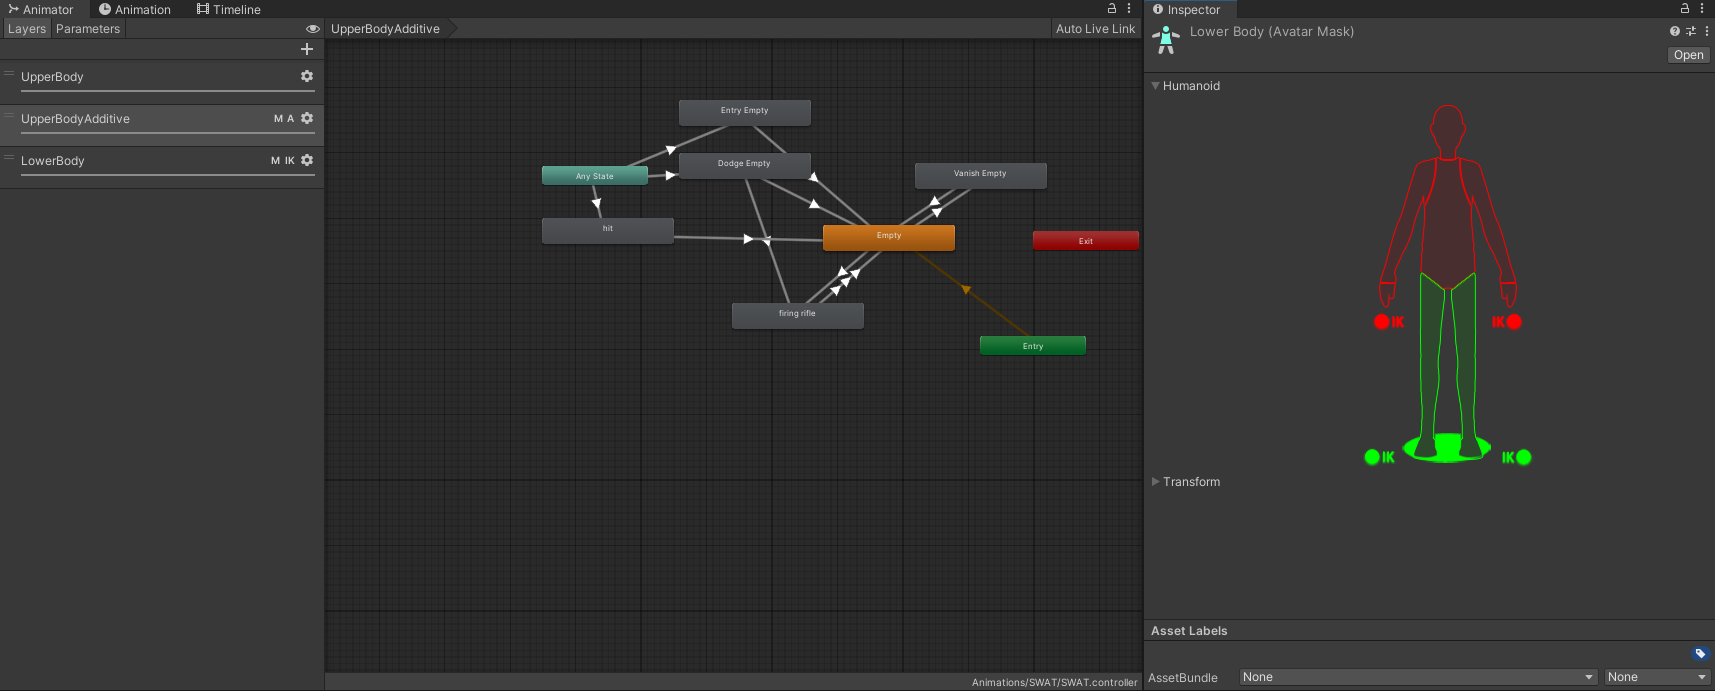 Animator
Animation
Timeline
Layers
Parameters
UpperBody
UpperBodyAdditive
M A
LowerBody
M IK
UpperBodyAdditive
Auto Live Link
Entry Empty
Dodge Empty
Any State
Vanish Empty
hit
Empty
Exit
firing rifle
Entry
Animations/SWAT/SWAT.controller
Inspector
Lower Body (Avatar Mask)
Open
Humanoid
IK
IK
IK
IK
Transform
Asset Labels
AssetBundle
None
None